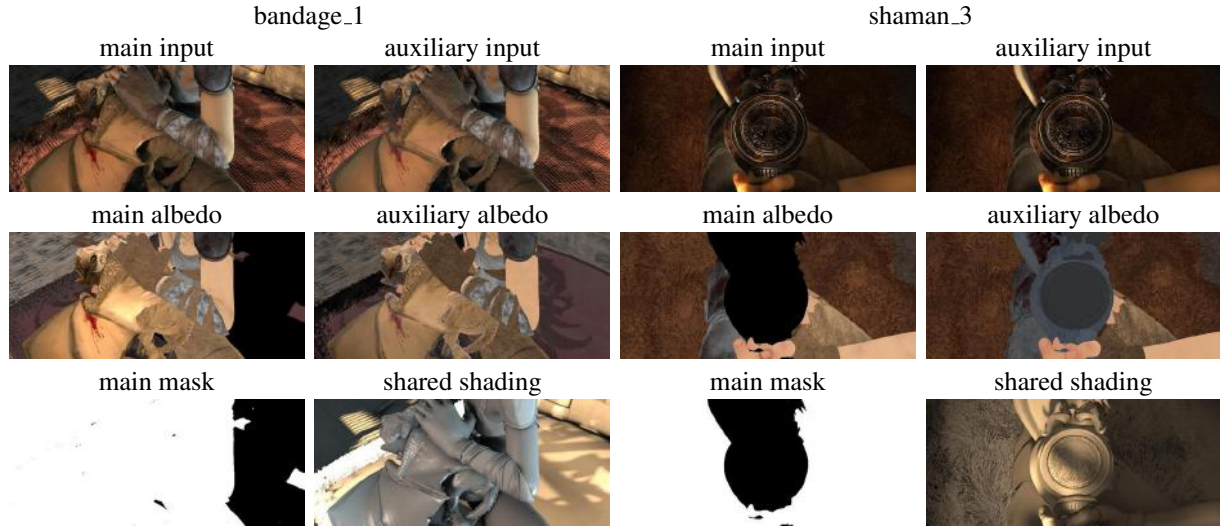 bandage_1 shaman_3
main input auxiliary input main input auxiliary input
main albedo auxiliary albedo main albedo auxiliary albedo
main mask shared shading main mask shared shading